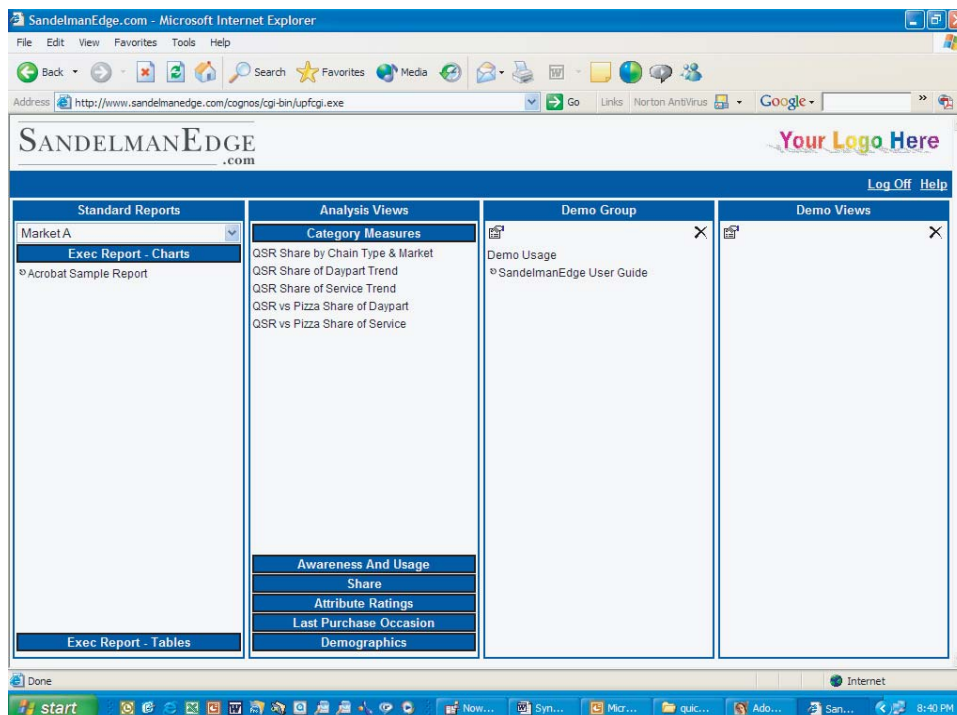 SandelmanEdge.com - Microsoft Internet Explorer
File Edit View Favorites Tools Help
Back Search Favorites Media
Address http://www.sandelmanedge.com/cognos/cgi-bin/upfcgi.exe Go Links Norton AntiVirus Google
SANDELMANEDGE
.com
Your Logo Here
Log Off Help
Standard Reports
Market A
Exec Report - Charts
Acrobat Sample Report
Exec Report - Tables
Analysis Views
Category Measures
QSR Share by Chain Type & Market
QSR Share of Daypart Trend
QSR Share of Service Trend
QSR vs Pizza Share of Daypart
QSR vs Pizza Share of Service
Awareness And Usage
Share
Attribute Ratings
Last Purchase Occasion
Demographics
Demo Group
Demo Usage
SandelmanEdge User Guide
Demo Views
Done Internet
start Now... Syn... Micr... quic... Ado... San... 8:40 PM